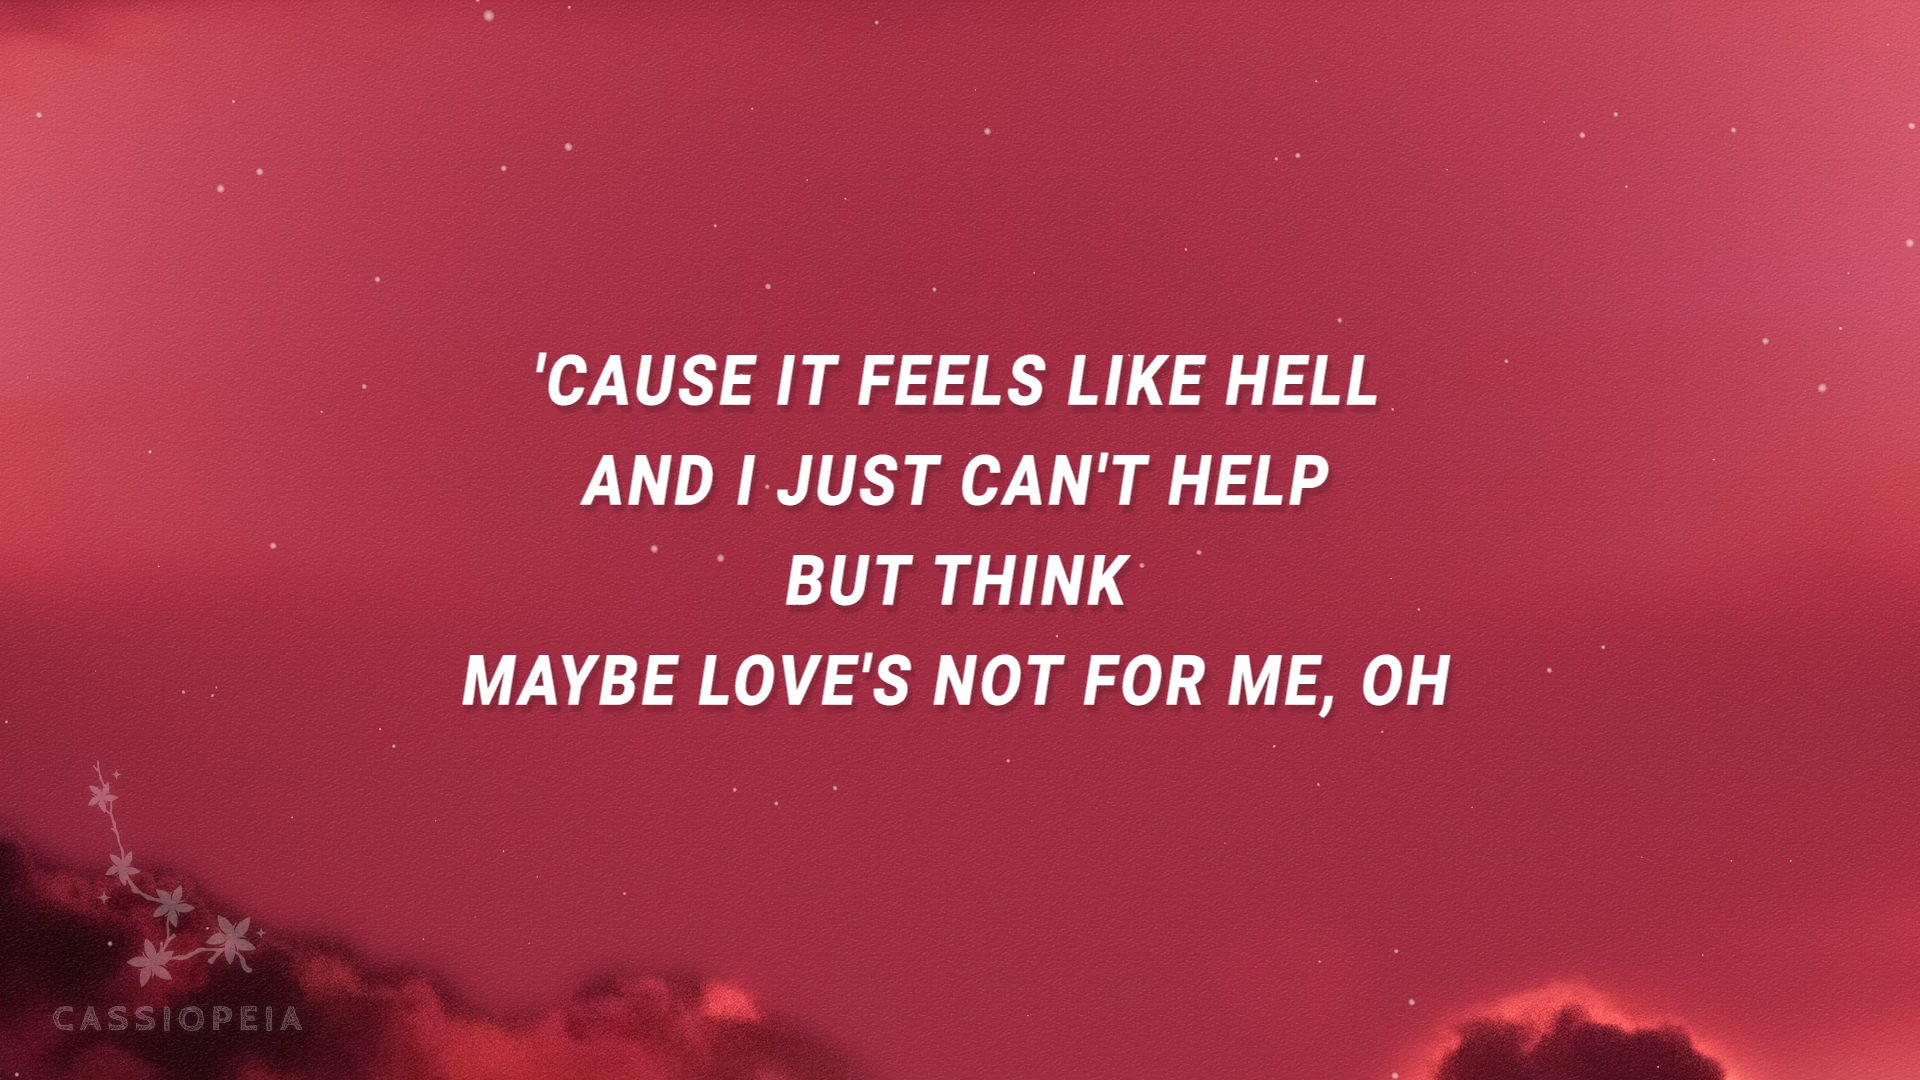 'CAUSE IT FEELS LIKE HELL
AND I JUST CAN'T HELP
BUT THINK
MAYBE LOVE'S NOT FOR ME, OH
CASSIOPEIA